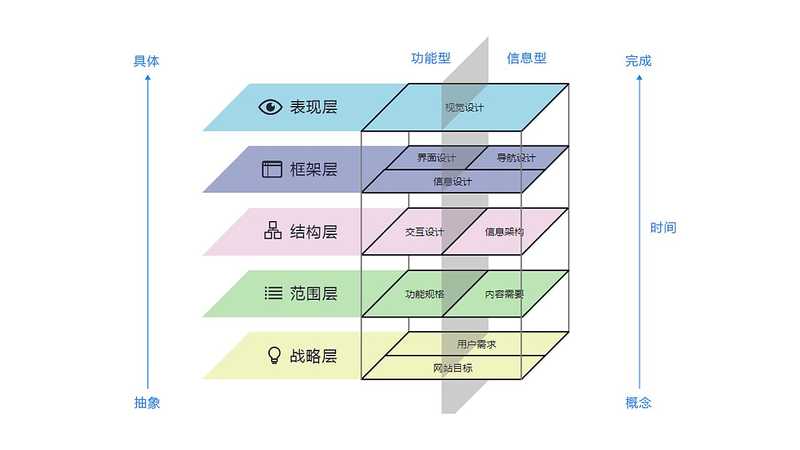 具体
功能型
信息型
完成
表现层
视觉设计
框架层
界面设计
导航设计
信息设计
结构层
交互设计
信息架构
时间
范围层
功能规格
内容需要
战略层
用户需求
网站目标
抽象
概念